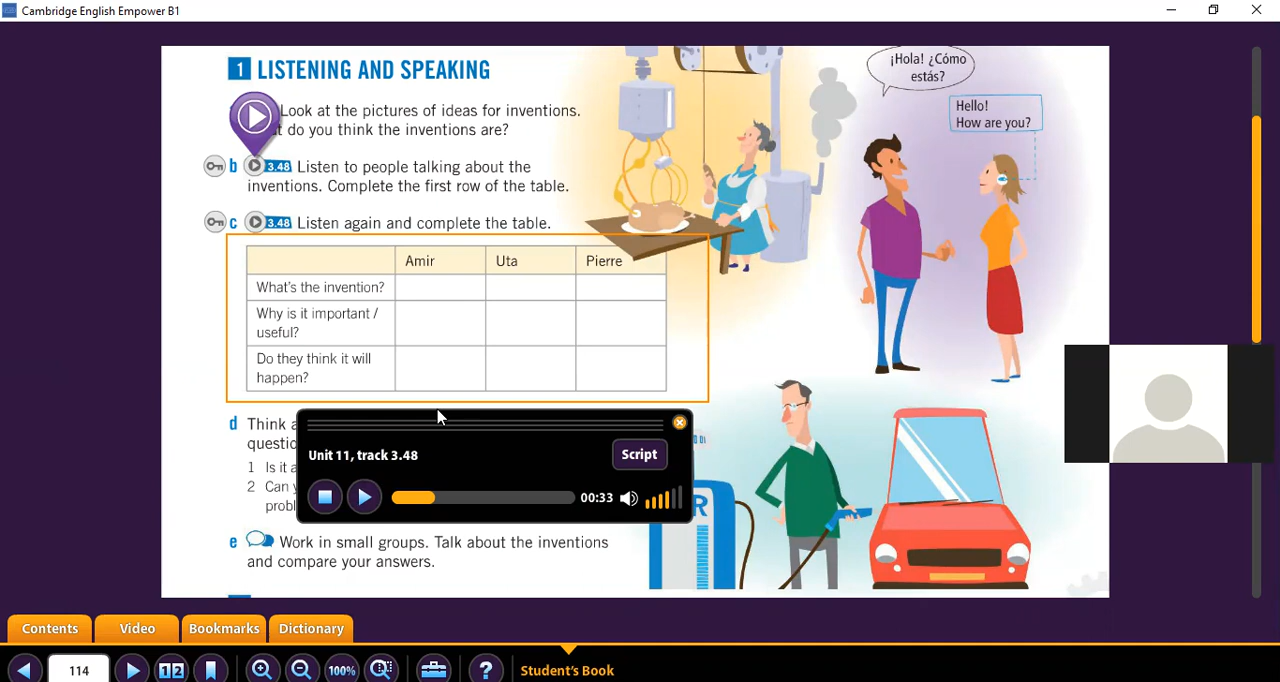 Cambridge English Empower B1
1 LISTENING AND SPEAKING
Look at the pictures of ideas for inventions.
do you think the inventions are?
b 3.48 Listen to people talking about the
inventions. Complete the first row of the table.
c 3.48 Listen again and complete the table.
Amir Uta Pierre
What's the invention?
Why is it important /
useful?
Do they think it will
happen?
¡Hola! ¿Cómo
estás?
Hello!
How are you?
d Think
questio
1 Is it a
2 Can
probl
Unit 11, track 3.48
Script
00:33
R
e Work in small groups. Talk about the inventions
and compare your answers.
Contents Video Bookmarks Dictionary
114 12 100% ? Student's Book